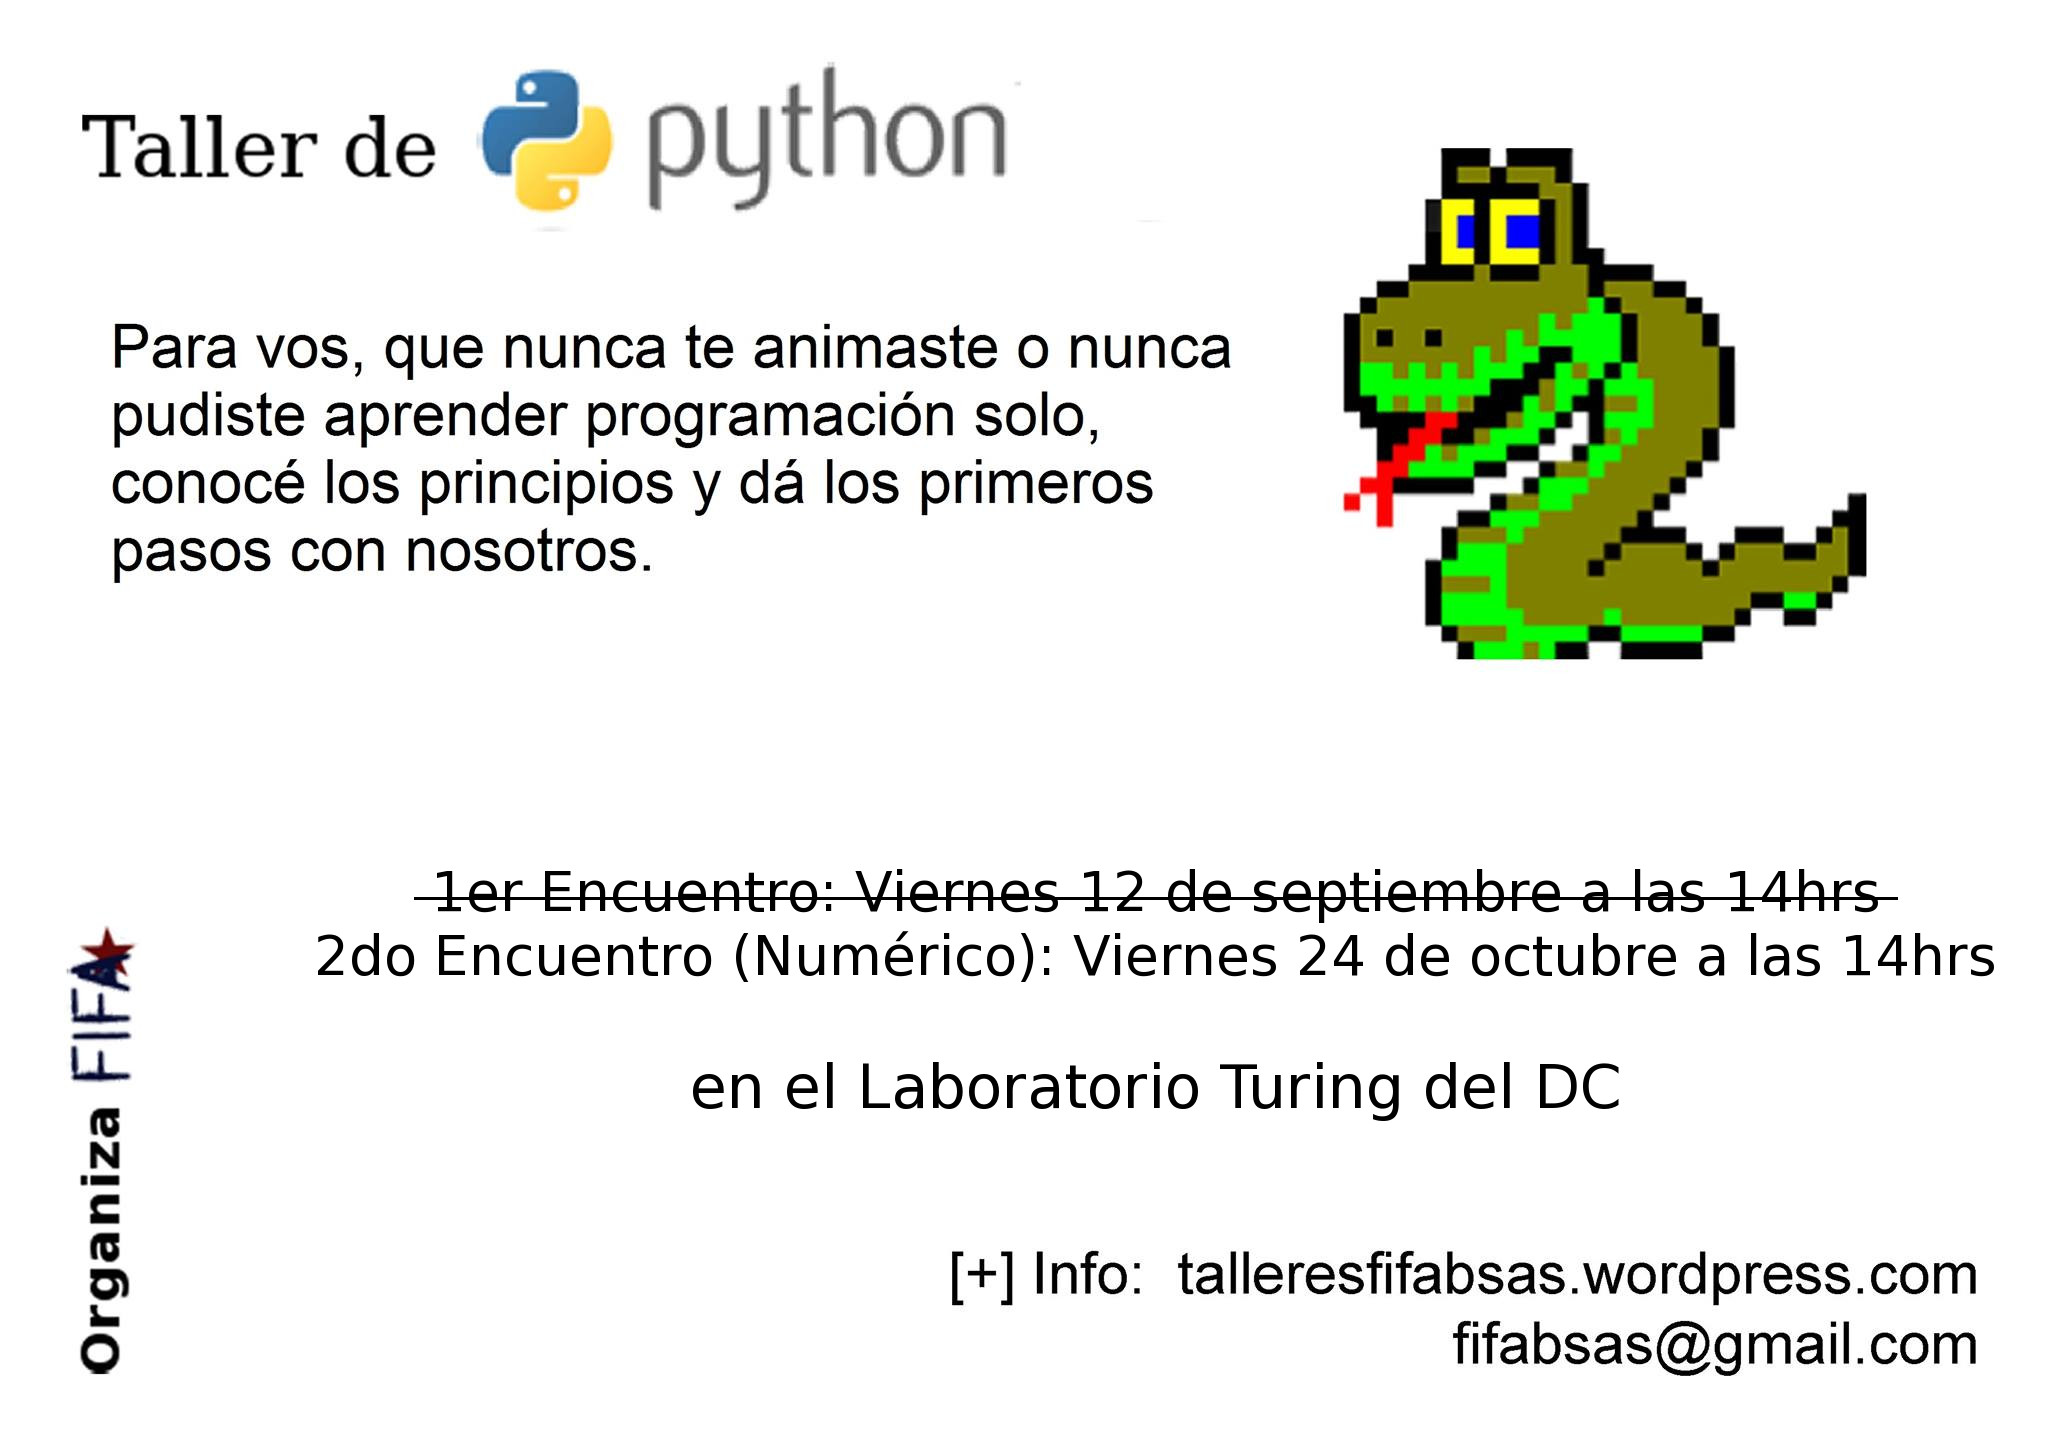 Taller de python
Para vos, que nunca te animaste o nunca
pudiste aprender programación solo,
conocé los principios y dá los primeros
pasos con nosotros.
1er Encuentro: Viernes 12 de septiembre a las 14hrs
2do Encuentro (Numérico): Viernes 24 de octubre a las 14hrs
en el Laboratorio Turing del DC
Organiza FIFA
[+] Info: talleresfifabsas.wordpress.com
fifabsas@gmail.com